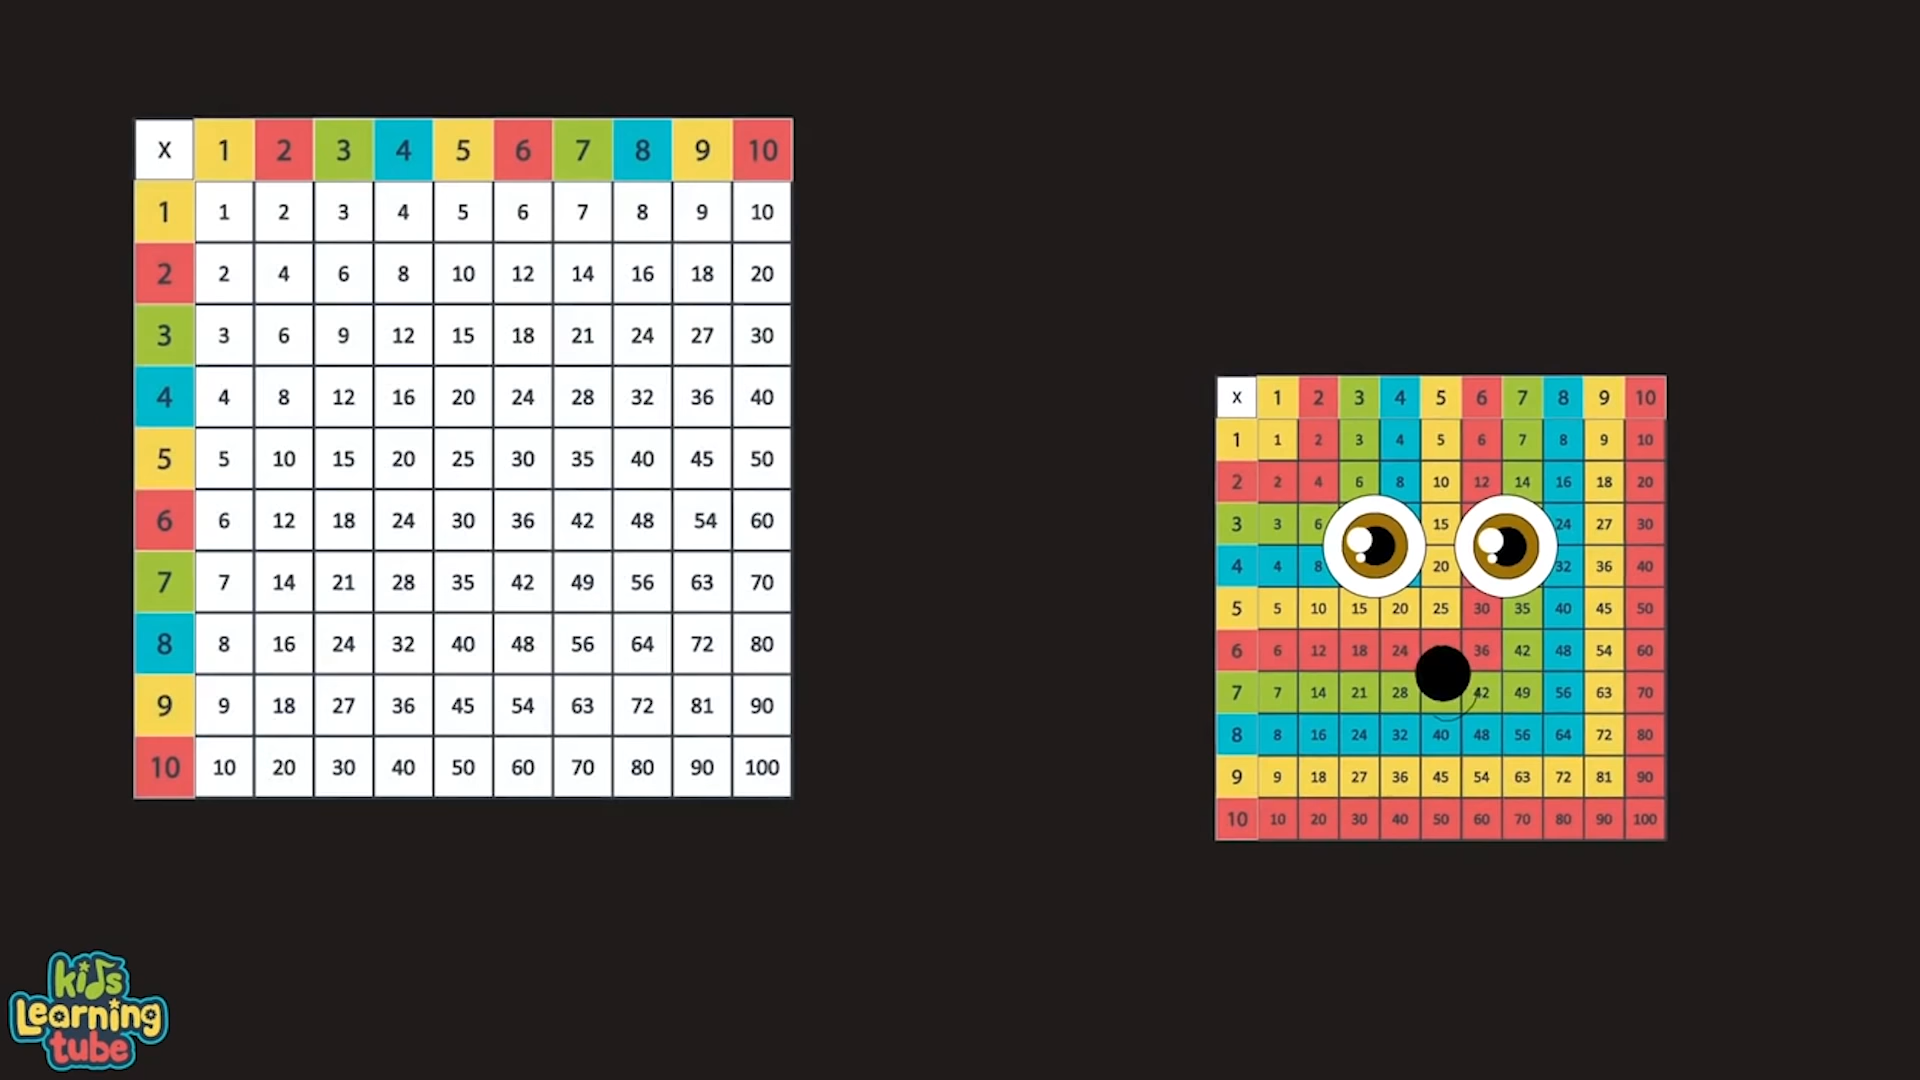 X 1 2 3 4 5 6 7 8 9 10
1 1 2 3 4 5 6 7 8 9 10
2 2 4 6 8 10 12 14 16 18 20
3 3 6 9 12 15 18 21 24 27 30
4 4 8 12 16 20 24 28 32 36 40
5 5 10 15 20 25 30 35 40 45 50
6 6 12 18 24 30 36 42 48 54 60
7 7 14 21 28 35 42 49 56 63 70
8 8 16 24 32 40 48 56 64 72 80
9 9 18 27 36 45 54 63 72 81 90
10 10 20 30 40 50 60 70 80 90 100
X 1 2 3 4 5 6 7 8 9 10
1 1 2 3 4 5 6 7 8 9 10
2 2 4 6 8 10 12 14 16 18 20
3 3 6 15 24 27 30
4 4 8 20 32 36 40
5 5 10 15 20 25 30 35 40 45 50
6 6 12 18 24 36 42 48 54 60
7 7 14 21 28 42 49 56 63 70
8 8 16 24 32 40 48 56 64 72 80
9 9 18 27 36 45 54 63 72 81 90
10 10 20 30 40 50 60 70 80 90 100
kids
Learning
tube